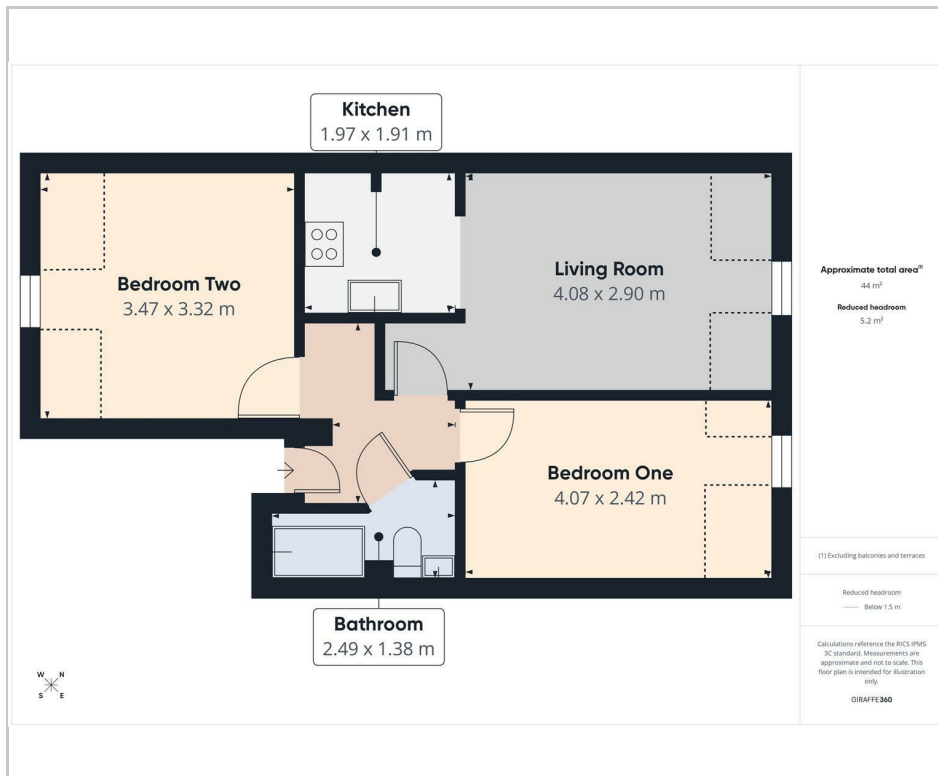 Kitchen
1.97 x 1.91 m
Bedroom Two
3.47 x 3.32 m
Living Room
4.08 x 2.90 m
Bedroom One
4.07 x 2.42 m
Bathroom
2.49 x 1.38 m
W N
S E
Approximate total area⁽¹⁾
44 m²
Reduced headroom
5.2 m²
(1) Excluding balconies and terraces
Reduced headroom
Below 1.5 m
Calculations reference the RICS IPMS
3C standard. Measurements are
approximate and not to scale. This
floor plan is intended for illustration
only.
GIRAFFE360